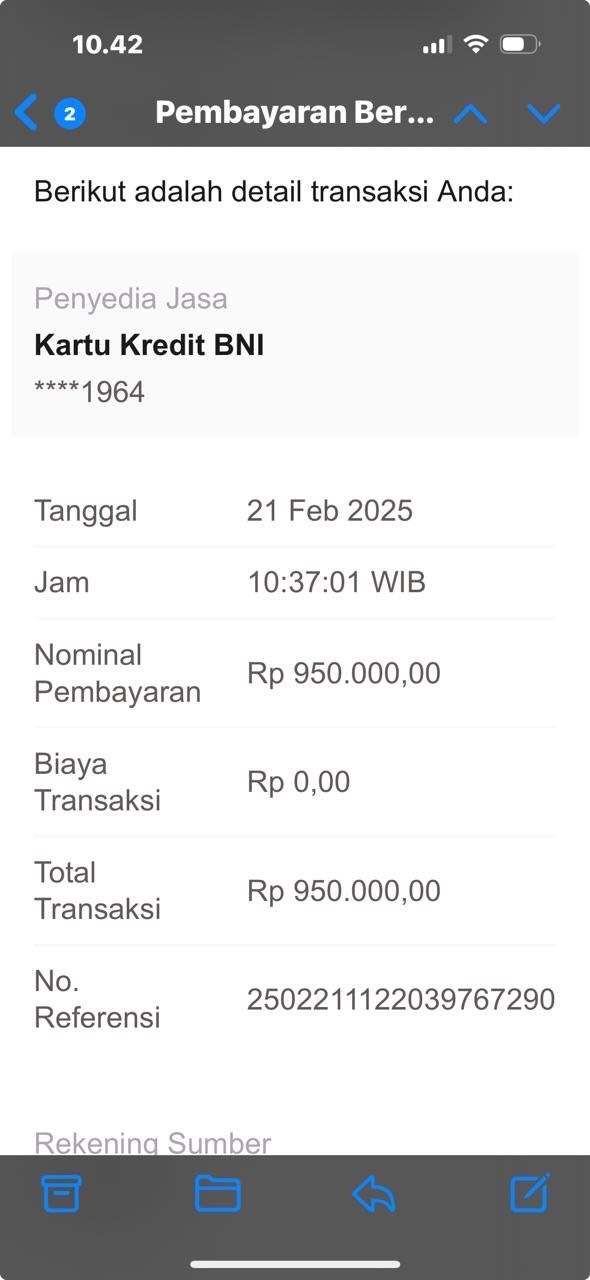 10.42
2
Pembayaran Ber...
Berikut adalah detail transaksi Anda:
Penyedia Jasa
Kartu Kredit BNI
****1964
Tanggal 21 Feb 2025
Jam 10:37:01 WIB
Nominal
Pembayaran Rp 950.000,00
Biaya
Transaksi Rp 0,00
Total
Transaksi Rp 950.000,00
No.
Referensi 2502211122039767290
Rekening Sumber